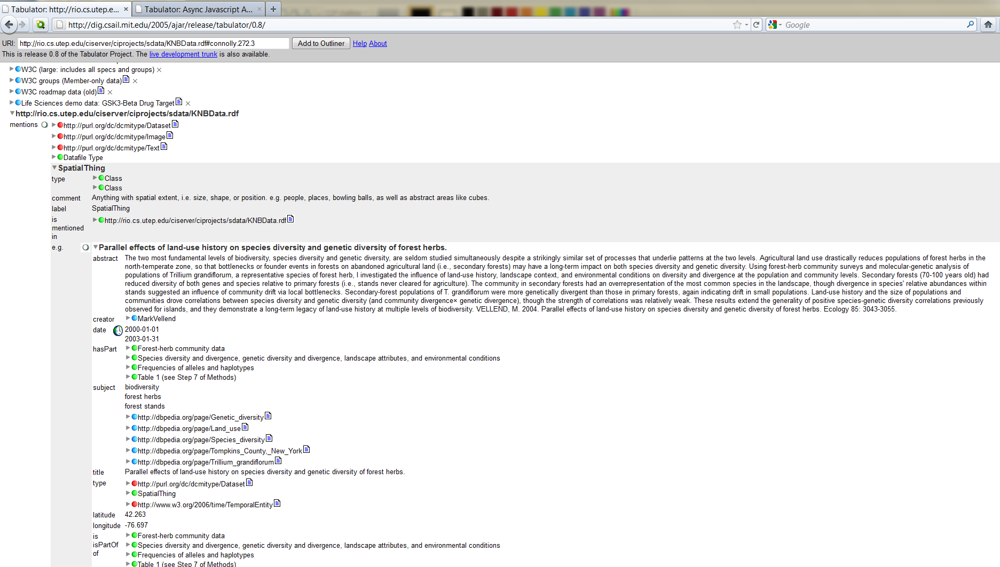 Tabulator: http://rio.cs.utep.e... ×
Tabulator: Async Javascript A... ×
+
http://dig.csail.mit.edu/2005/ajar/release/tabulator/0.8/
Google
URI: http://rio.cs.utep.edu/ciserver/ciprojects/sdata/KNBData.rdf#connolly.272.3 Add to Outliner Help About
This is release 0.8 of the Tabulator Project. The live development trunk is also available.
W3C (large: includes all specs and groups) ×
W3C groups (Member-only data) ×
W3C roadmap data (old) ×
Life Sciences demo data: GSK3-Beta Drug Target ×
http://rio.cs.utep.edu/ciserver/ciprojects/sdata/KNBData.rdf
mentions http://purl.org/dc/dcmitype/Dataset
http://purl.org/dc/dcmitype/Image
http://purl.org/dc/dcmitype/Text
Datafile Type
SpatialThing
type Class
Class
comment Anything with spatial extent, i.e. size, shape, or position. e.g. people, places, bowling balls, as well as abstract areas like cubes.
label SpatialThing
is http://rio.cs.utep.edu/ciserver/ciprojects/sdata/KNBData.rdf
mentioned
in
e.g. Parallel effects of land-use history on species diversity and genetic diversity of forest herbs.
abstract The two most fundamental levels of biodiversity, species diversity and genetic diversity, are seldom studied simultaneously despite a strikingly similar set of processes that underlie patterns at the two levels. Agricultural land use drastically reduces populations of forest herbs in the
north-temperate zone, so that bottlenecks or founder events in forests on abandoned agricultural land (i.e., secondary forests) may have a long-term impact on both species diversity and genetic diversity. Using forest-herb community surveys and molecular-genetic analysis of
populations of Trillium grandiflorum, a representative species of forest herb, I investigated the influence of land-use history, landscape context, and environmental conditions on diversity and divergence at the population and community levels. Secondary forests (70-100 years old) had
reduced diversity of both genes and species relative to primary forests (i.e., stands never cleared for agriculture). The community in secondary forests had an overrepresentation of the most common species in the landscape, though divergence in species' relative abundances within
stands suggested an influence of community drift via local bottlenecks. Secondary-forest populations of T. grandiflorum were more genetically divergent than those in primary forests, again indicating drift in small populations. Land-use history and the size of populations and
communities drove correlations between species diversity and genetic diversity (and community divergence× genetic divergence), though the strength of correlations was relatively weak. These results extend the generality of positive species-genetic diversity correlations previously
observed for islands, and they demonstrate a long-term legacy of land-use history at multiple levels of biodiversity. VELLEND, M. 2004. Parallel effects of land-use history on species diversity and genetic diversity of forest herbs. Ecology 85: 3043-3055.
creator MarkVellend
date 2000-01-01
2003-01-31
hasPart Forest-herb community data
Species diversity and divergence, genetic diversity and divergence, landscape attributes, and environmental conditions
Frequencies of alleles and haplotypes
Table 1 (see Step 7 of Methods)
subject biodiversity
forest herbs
forest stands
http://dbpedia.org/page/Genetic_diversity
http://dbpedia.org/page/Land_use
http://dbpedia.org/page/Species_diversity
http://dbpedia.org/page/Tompkins_County,_New_York
http://dbpedia.org/page/Trillium_grandiflorum
title Parallel effects of land-use history on species diversity and genetic diversity of forest herbs.
type http://purl.org/dc/dcmitype/Dataset
SpatialThing
http://www.w3.org/2006/time/TemporalEntity
latitude 42.263
longitude -76.697
is Forest-herb community data
isPartOf Species diversity and divergence, genetic diversity and divergence, landscape attributes, and environmental conditions
of Frequencies of alleles and haplotypes
Table 1 (see Step 7 of Methods)